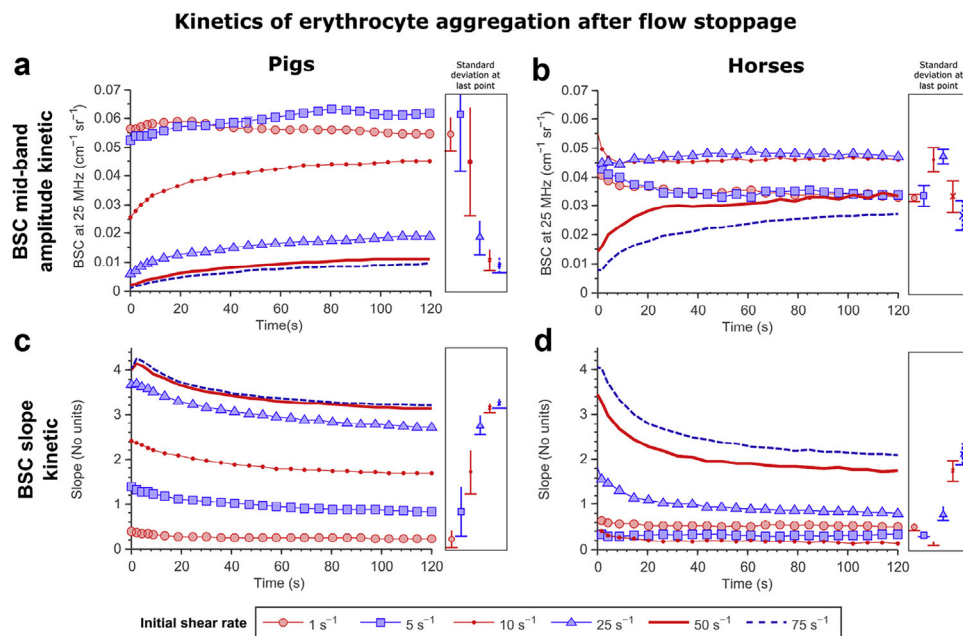 Kinetics of erythrocyte aggregation after flow stoppage
a
Pigs
Standard deviation at last point
b
Horses
Standard deviation at last point
BSC mid-band amplitude kinetic
BSC at 25 MHz (cm⁻¹ sr⁻¹)
0.07
0.06
0.05
0.04
0.03
0.02
0.01
0
0 20 40 60 80 100 120
Time(s)
BSC at 25 MHz (cm⁻¹ sr⁻¹)
0.07
0.06
0.05
0.04
0.03
0.02
0.01
0
0 20 40 60 80 100 120
Time(s)
c
d
BSC slope kinetic
Slope (No units)
4
3
2
1
0
0 20 40 60 80 100 120
Time (s)
Slope (No units)
4
3
2
1
0
0 20 40 60 80 100 120
Time (s)
Initial shear rate
1 s⁻¹ 5 s⁻¹ 10 s⁻¹ 25 s⁻¹ 50 s⁻¹ 75 s⁻¹